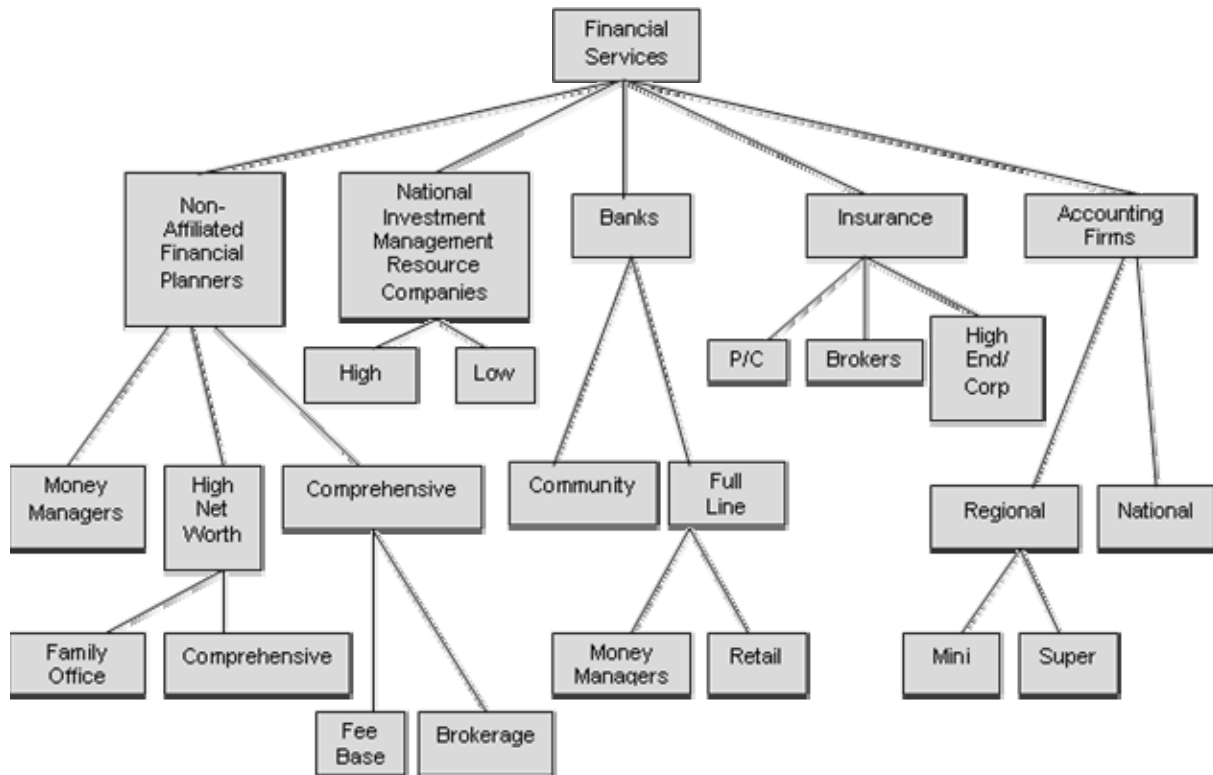 Financial
Services
Non-
Affiliated
Financial
Planners
National
Investment
Management
Resource
Companies
Banks
Insurance
Accounting
Firms
High
Low
P/C
Brokers
High
End/
Corp
Money
Managers
High
Net
Worth
Comprehensive
Community
Full
Line
Regional
National
Family
Office
Comprehensive
Money
Managers
Retail
Mini
Super
Fee
Base
Brokerage